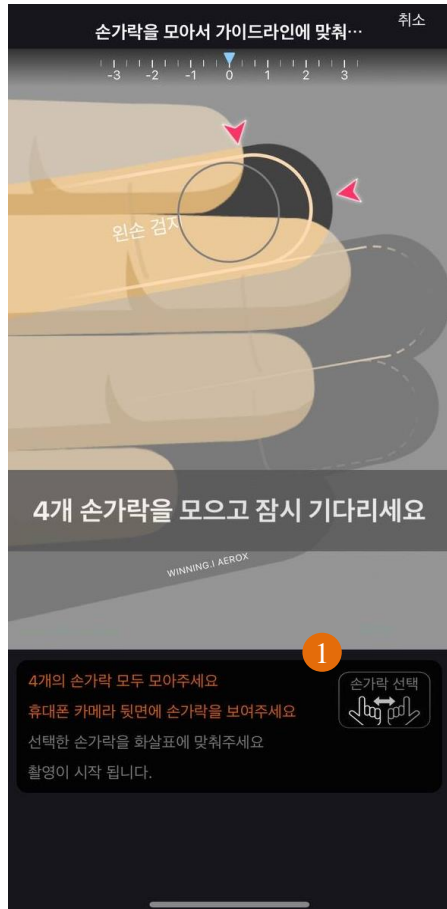 손가락을 모아서 가이드라인에 맞춰…
취소
-3 -2 -1 0 1 2 3
왼손 검지
4개 손가락을 모으고 잠시 기다리세요
WINNING.I AEROX
1
4개의 손가락 모두 모아주세요
휴대폰 카메라 뒷면에 손가락을 보여주세요
선택한 손가락을 화살표에 맞춰주세요
촬영이 시작 됩니다.
손가락 선택